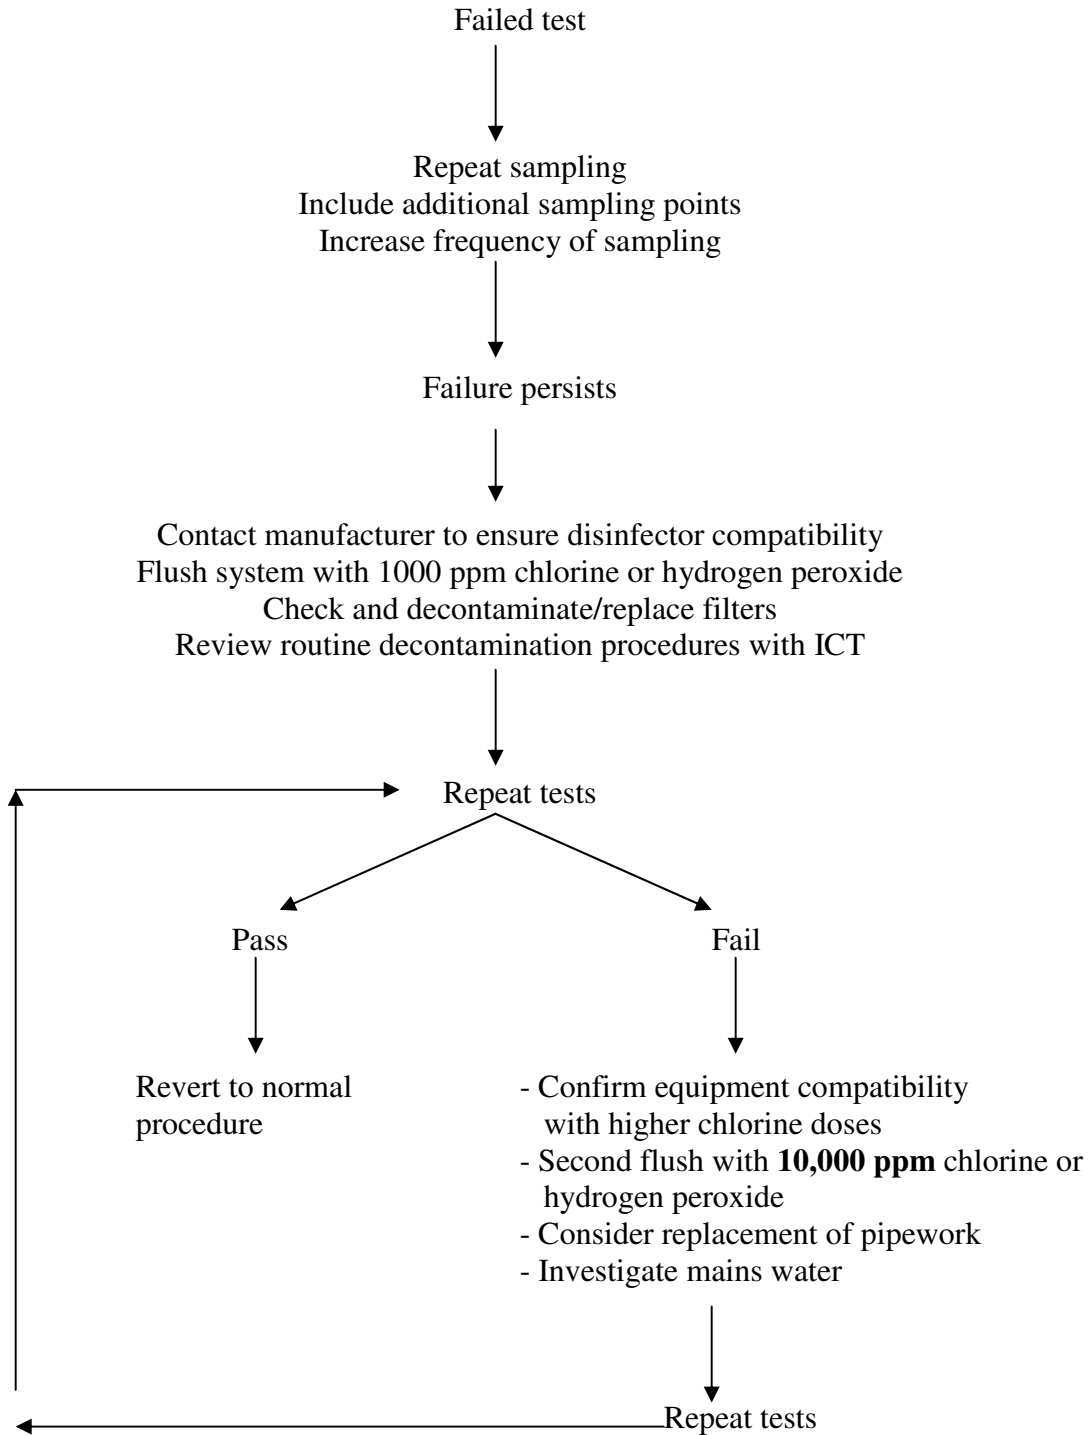 Failed test
Repeat sampling
Include additional sampling points
Increase frequency of sampling
Failure persists
Contact manufacturer to ensure disinfector compatibility
Flush system with 1000 ppm chlorine or hydrogen peroxide
Check and decontaminate/replace filters
Review routine decontamination procedures with ICT
Repeat tests
Pass
Fail
Revert to normal
procedure
- Confirm equipment compatibility
with higher chlorine doses
- Second flush with 10,000 ppm chlorine or
hydrogen peroxide
- Consider replacement of pipework
- Investigate mains water
Repeat tests